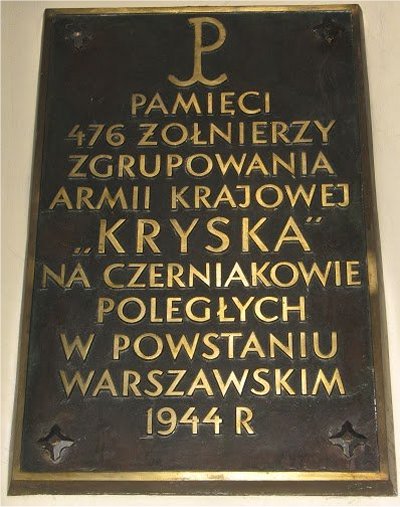 PAMIĘCI
476 ŻOŁNIERZY
ZGRUPOWANIA
ARMII KRAJOWEJ
„KRYSKA"
NA CZERNIAKOWIE
POLEGŁYCH
W POWSTANIU
WARSZAWSKIM
1944 R